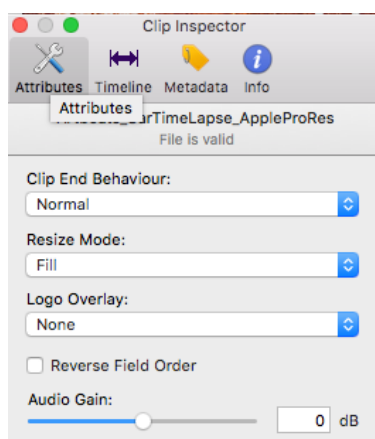 Clip Inspector
Attributes Timeline Metadata Info
Attributes
TimeLapse_AppleProRes
File is valid
Clip End Behaviour:
Normal
Resize Mode:
Fill
Logo Overlay:
None
Reverse Field Order
Audio Gain:
0 dB